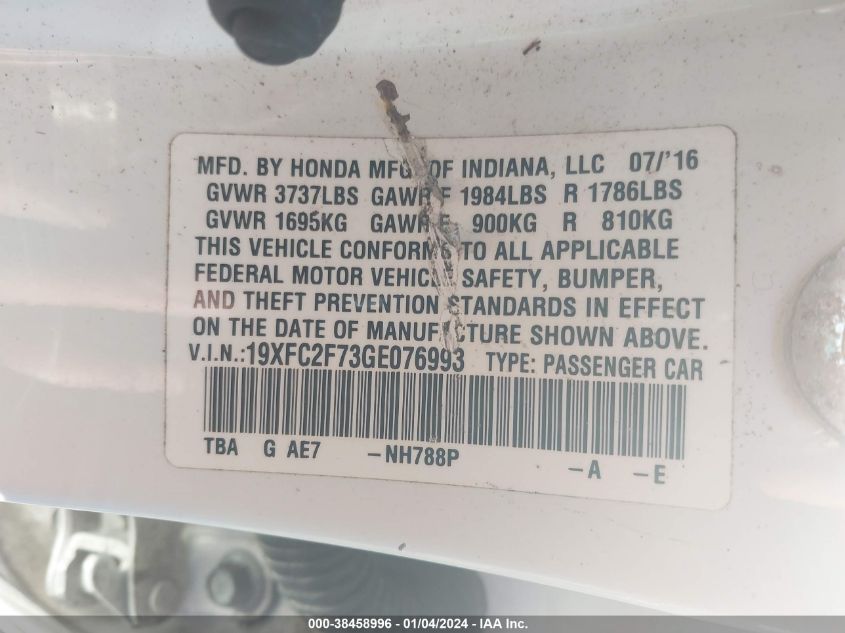 MFD. BY HONDA MFG. OF INDIANA, LLC 07/'16
GVWR 3737LBS GAWR F 1984LBS R 1786LBS
GVWR 1695KG GAWR F 900KG R 810KG
THIS VEHICLE CONFORMS TO ALL APPLICABLE
FEDERAL MOTOR VEHICLE SAFETY, BUMPER,
AND THEFT PREVENTION STANDARDS IN EFFECT
ON THE DATE OF MANUFACTURE SHOWN ABOVE.
V.I.N.:19XFC2F73GE076993 TYPE: PASSENGER CAR
TBA G AE7 -NH788P -A -E
000-38458996 - 01/04/2024 - IAA Inc.